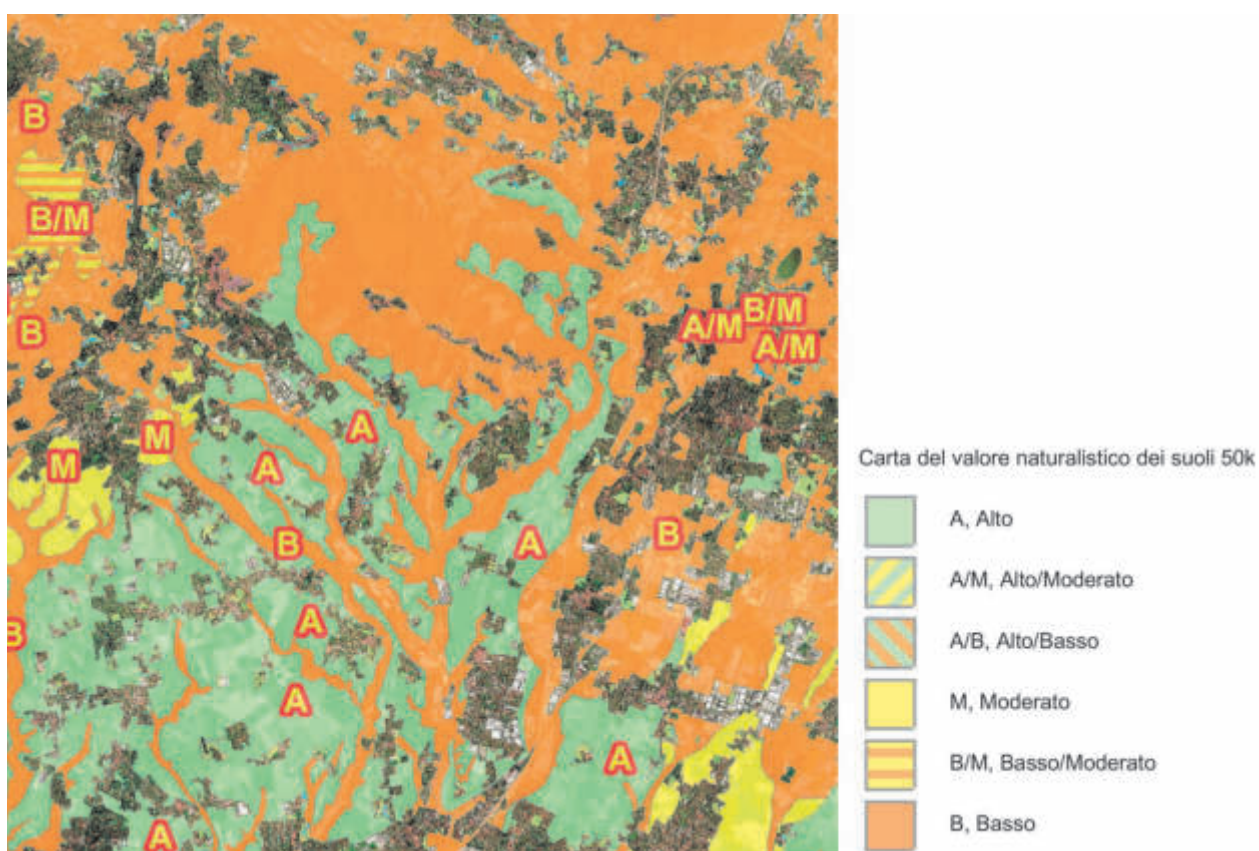 B
B/M
B
B/M
A/M
A/M
M
A
M
A
B
A
B
B
A
A
A
A
Carta del valore naturalistico dei suoli 50k
A, Alto
A/M, Alto/Moderato
A/B, Alto/Basso
M, Moderato
B/M, Basso/Moderato
B, Basso